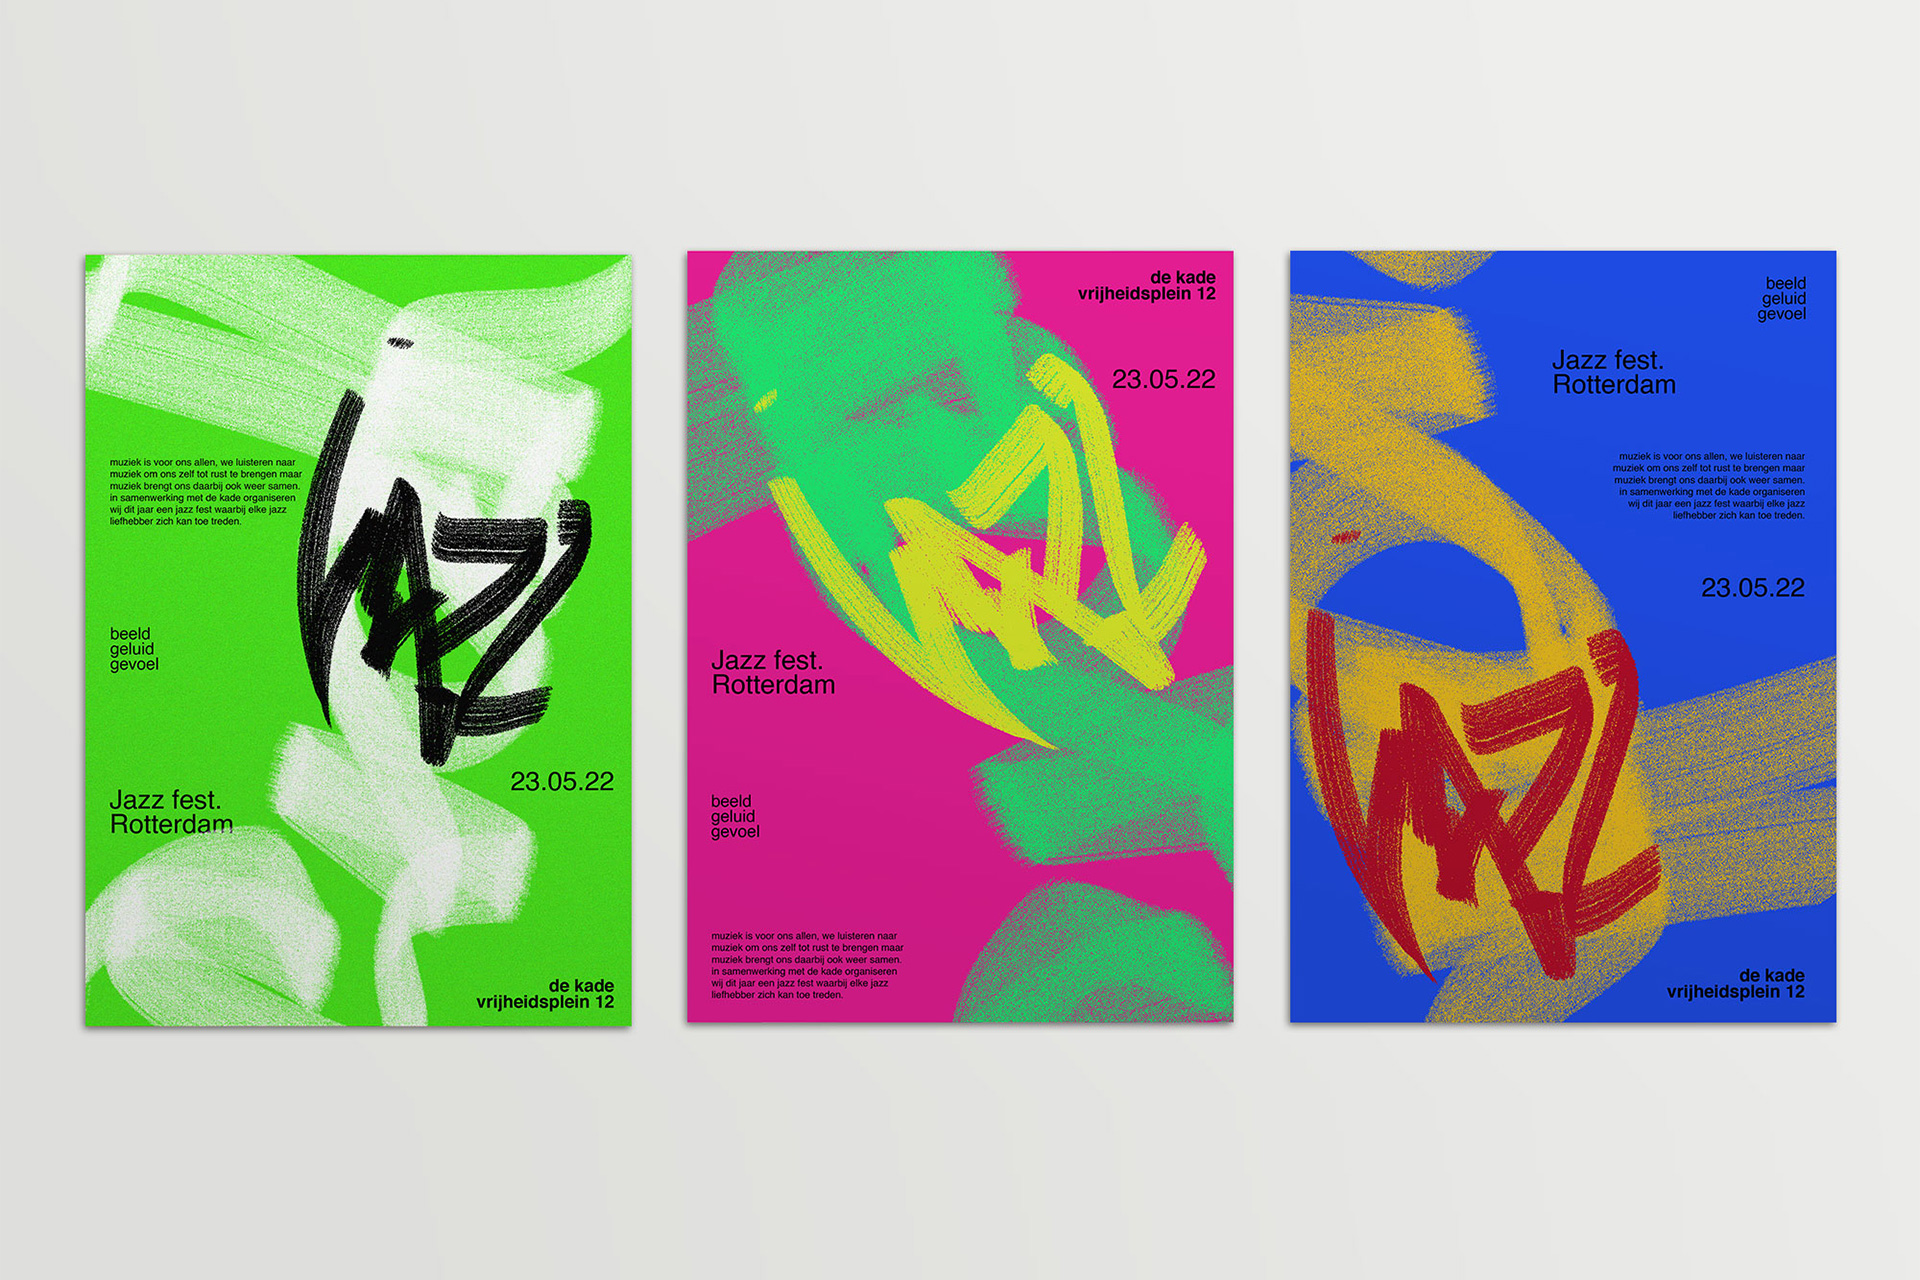 muziek is voor ons allen, we luisteren naar
muziek om ons zelf tot rust te brengen maar
muziek brengt ons daarbij ook weer samen.
in samenwerking met de kade organiseren
wij dit jaar een jazz fest waarbij elke jazz
liefhebber zich kan toe treden.
beeld
geluid
gevoel
23.05.22
Jazz fest.
Rotterdam
de kade
vrijheidsplein 12
de kade
vrijheidsplein 12
23.05.22
Jazz fest.
Rotterdam
beeld
geluid
gevoel
muziek is voor ons allen, we luisteren naar
muziek om ons zelf tot rust te brengen maar
muziek brengt ons daarbij ook weer samen.
in samenwerking met de kade organiseren
wij dit jaar een jazz fest waarbij elke jazz
liefhebber zich kan toe treden.
beeld
geluid
gevoel
Jazz fest.
Rotterdam
muziek is voor ons allen, we luisteren naar
muziek om ons zelf tot rust te brengen maar
muziek brengt ons daarbij ook weer samen.
in samenwerking met de kade organiseren
wij dit jaar een jazz fest waarbij elke jazz
liefhebber zich kan toe treden.
23.05.22
de kade
vrijheidsplein 12